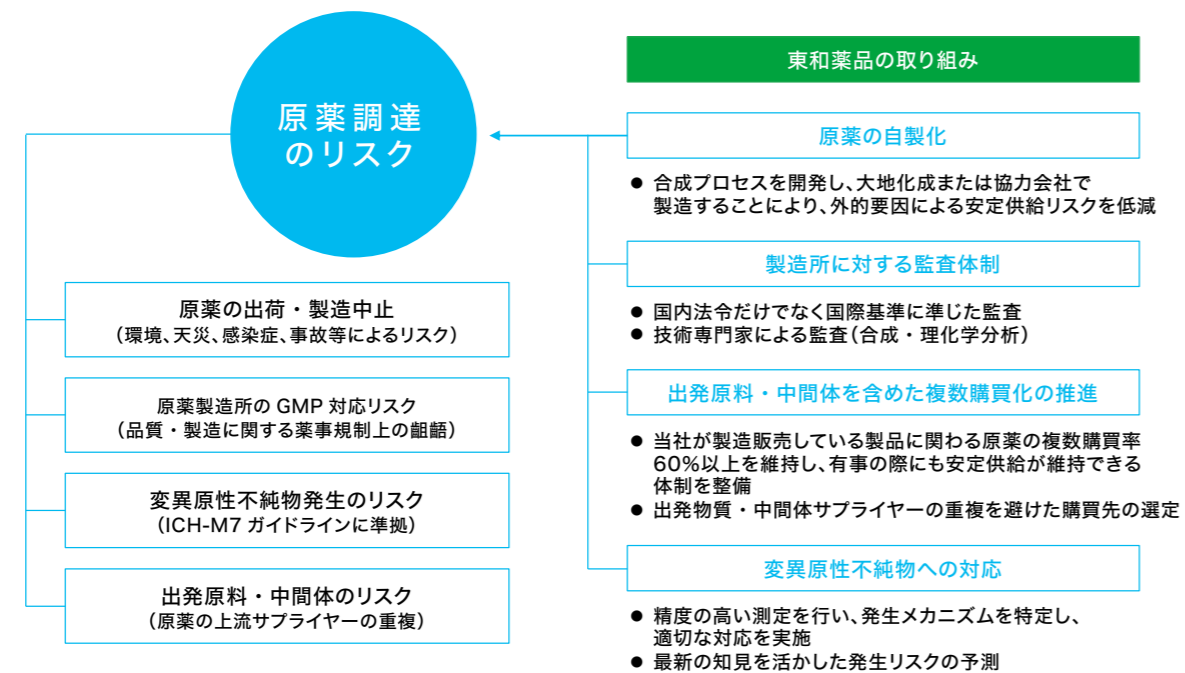 原薬調達
のリスク
原薬の出荷・製造中止
（環境、天災、感染症、事故等によるリスク）
原薬製造所の GMP 対応リスク
（品質・製造に関する薬事規制上の齟齬）
変異原性不純物発生のリスク
（ICH-M7 ガイドラインに準拠）
出発原料・中間体のリスク
（原薬の上流サプライヤーの重複）
東和薬品の取り組み
原薬の自製化
● 合成プロセスを開発し、大地化成または協力会社で
製造することにより、外的要因による安定供給リスクを低減
製造所に対する監査体制
● 国内法令だけでなく国際基準に準じた監査
● 技術専門家による監査（合成・理化学分析）
出発原料・中間体を含めた複数購買化の推進
● 当社が製造販売している製品に関わる原薬の複数購買率
60%以上を維持し、有事の際にも安定供給が維持できる
体制を整備
● 出発物質・中間体サプライヤーの重複を避けた購買先の選定
変異原性不純物への対応
● 精度の高い測定を行い、発生メカニズムを特定し、
適切な対応を実施
● 最新の知見を活かした発生リスクの予測